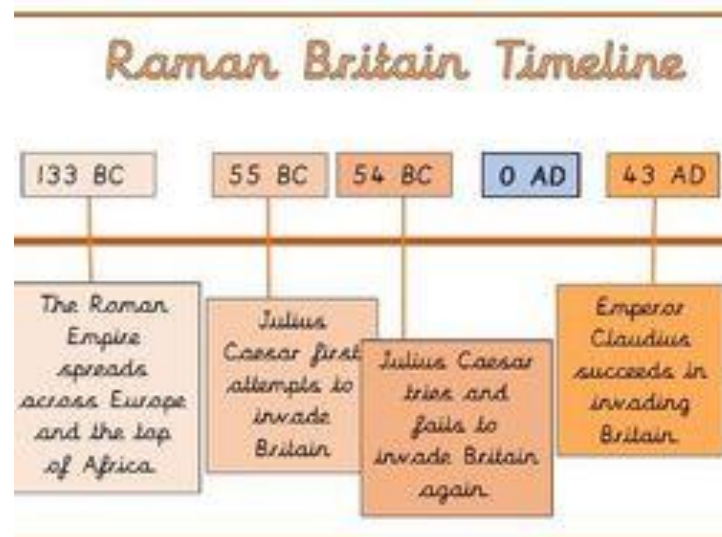 Roman Britain Timeline
133 BC
55 BC
54 BC
0 AD
43 AD
The Roman
Empire
spreads
across Europe
and the top
of Africa
Julius
Caesar first
attempts to
invade
Britain
Julius Caesar
tries and
fails to
invade Britain
again
Emperor
Claudius
succeeds in
invading
Britain